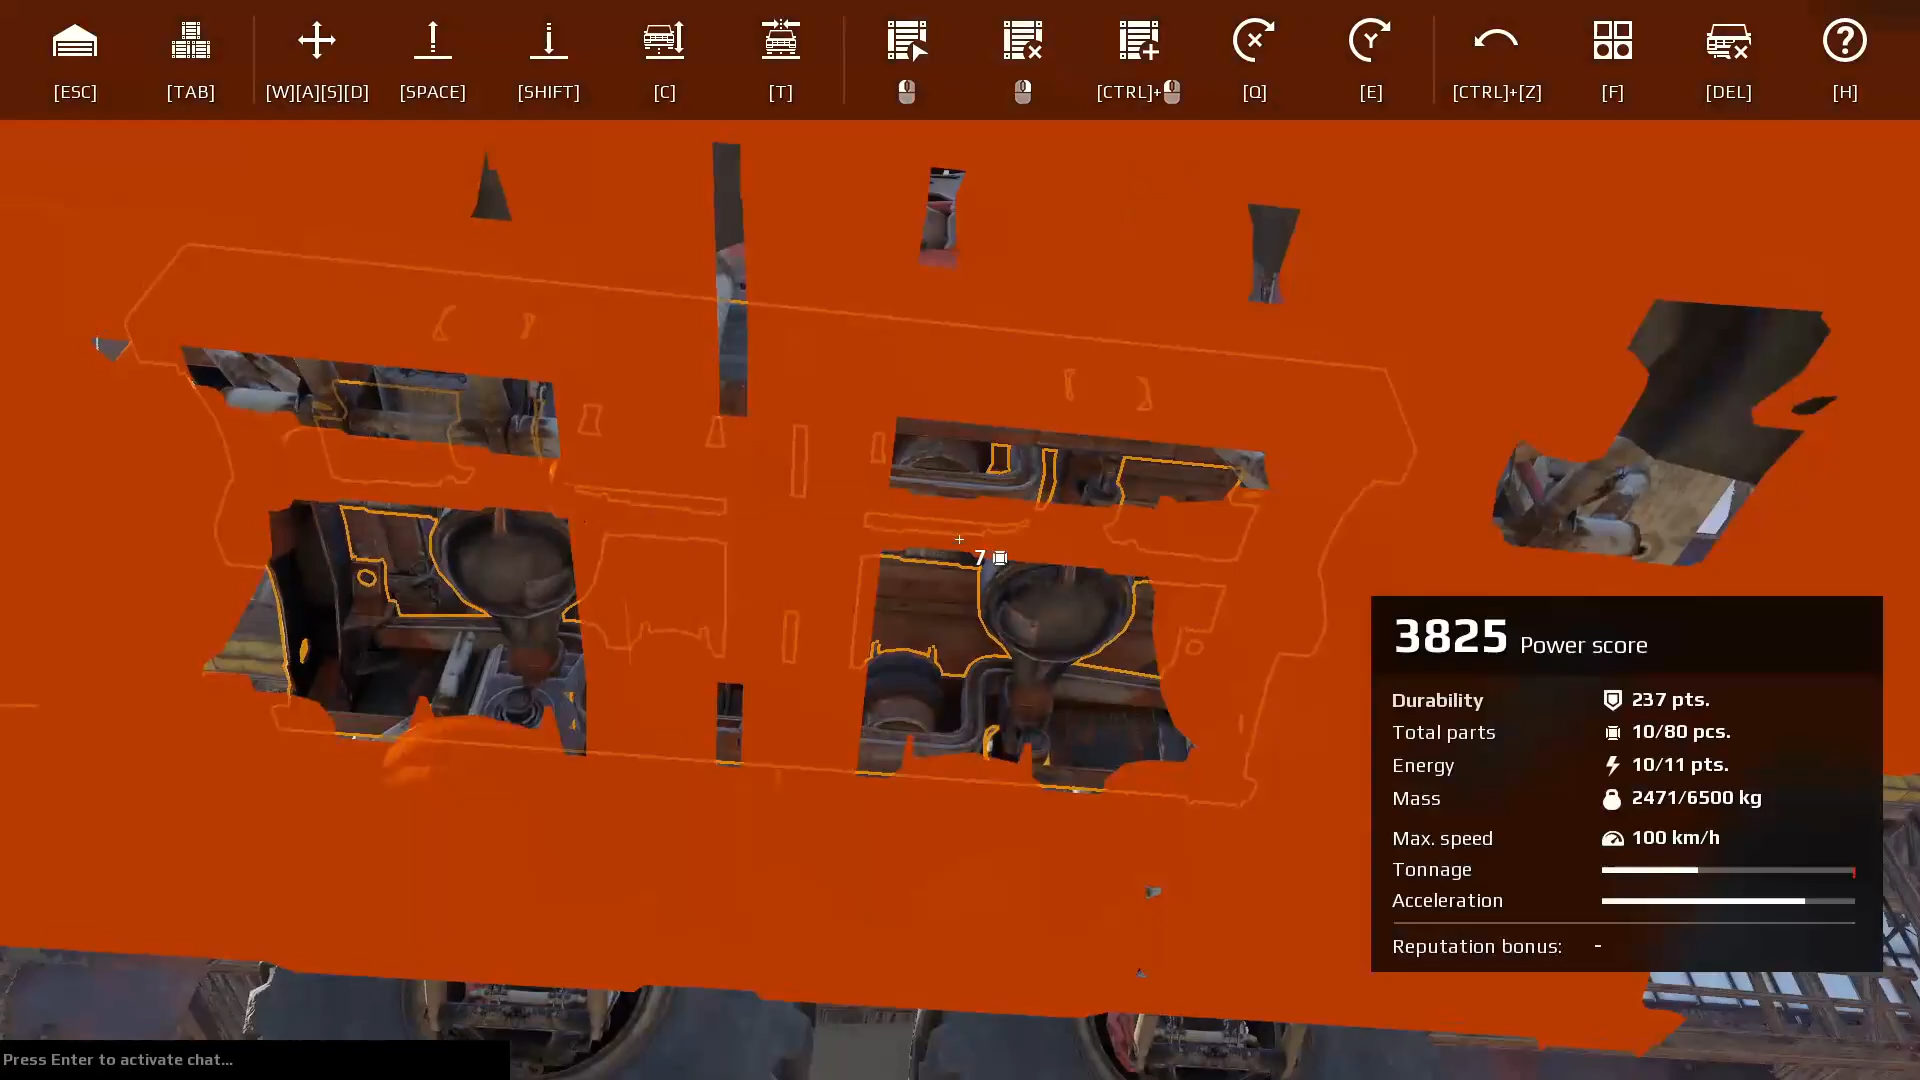 [ESC] [TAB] [W][A][S][D] [SPACE] [SHIFT] [C] [T] [CTRL]+ [Q] [E] [CTRL]+[Z] [F] [DEL] [H]
X
Y
?
7
3825 Power score
Durability 237 pts.
Total parts 10/80 pcs.
Energy 10/11 pts.
Mass 2471/6500 kg
Max. speed 100 km/h
Tonnage
Acceleration
Reputation bonus: -
Press Enter to activate chat...